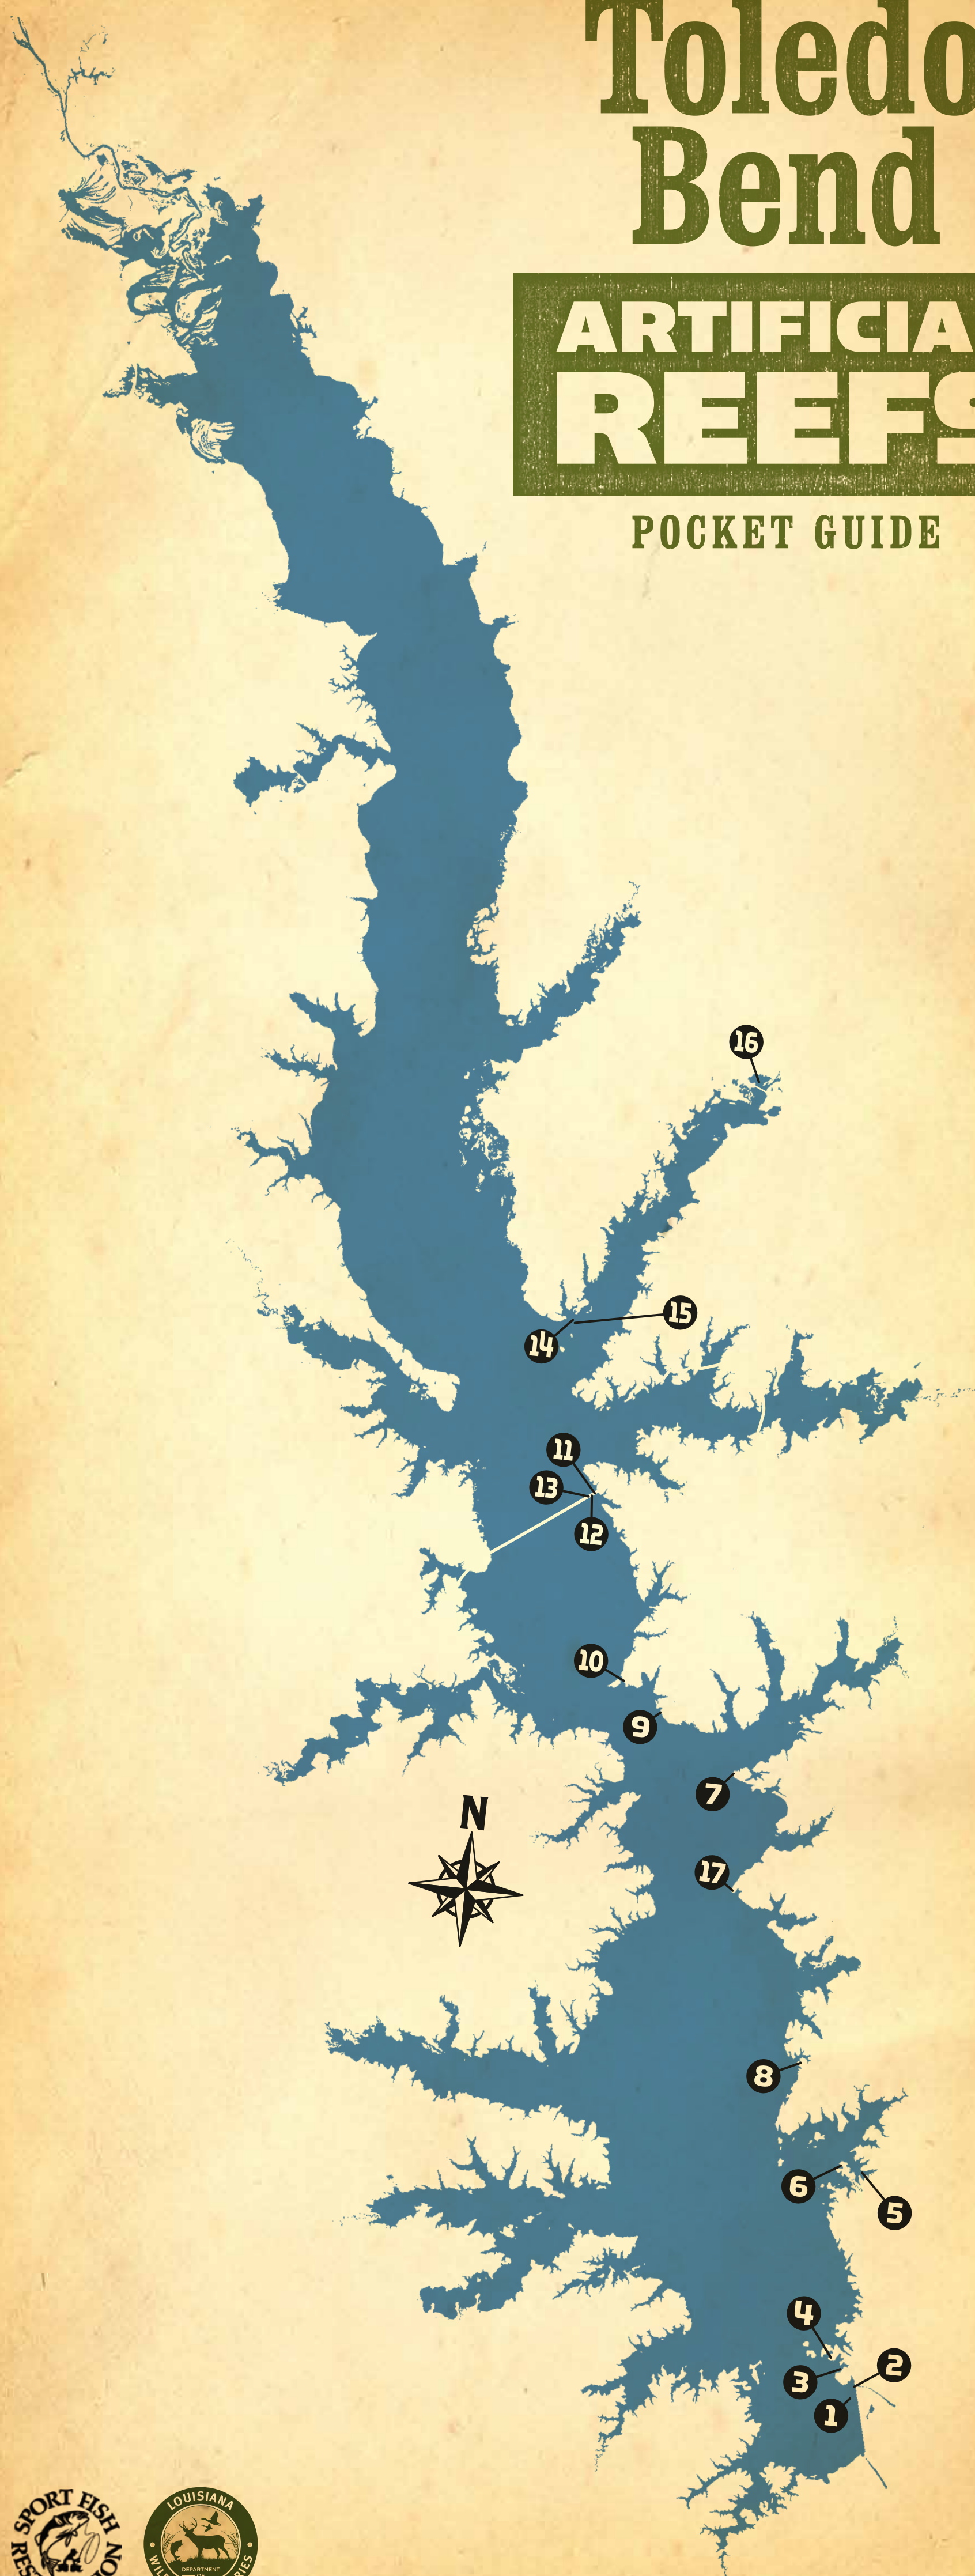 Toledo
Bend
ARTIFICIA
REEFS
POCKET GUIDE
16
15
14
11
13
12
10
9
N
7
17
8
6
5
4
2
3
1
SPORT FISH
LOUISIANA
DEPARTMENT
OF